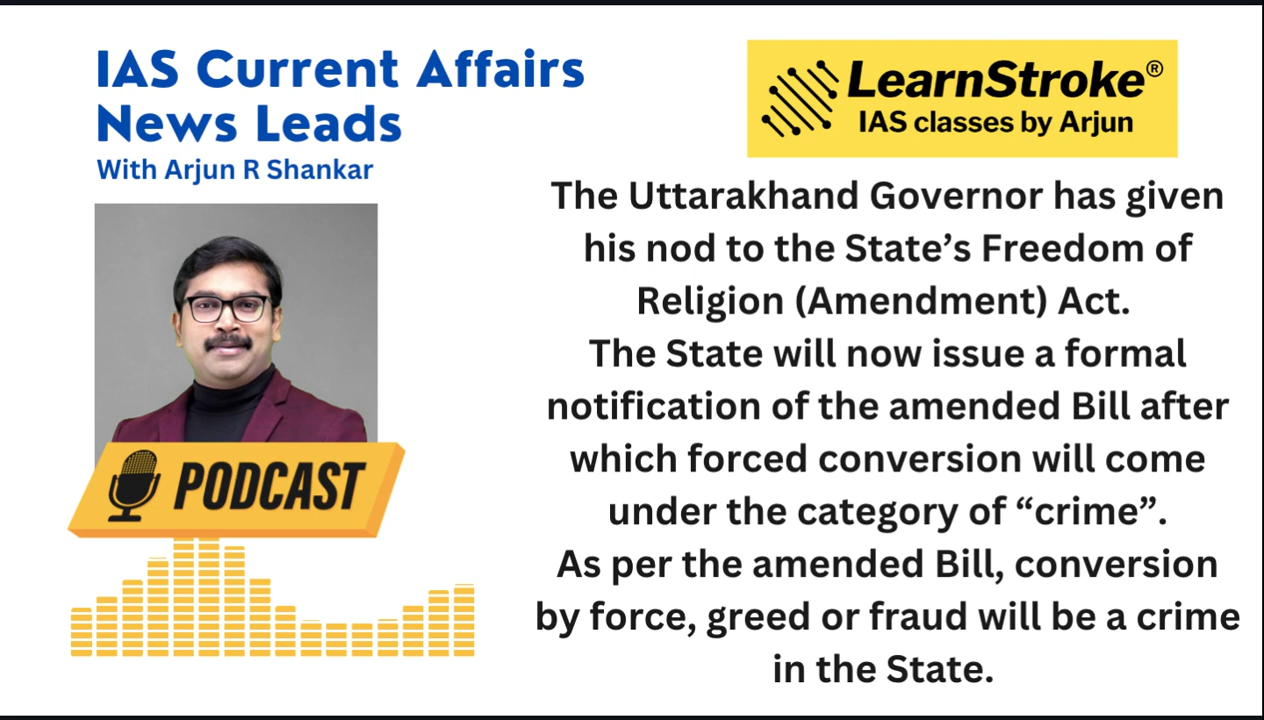 IAS Current Affairs
News Leads
With Arjun R Shankar
LearnStroke®
IAS classes by Arjun
The Uttarakhand Governor has given
his nod to the State’s Freedom of
Religion (Amendment) Act.
The State will now issue a formal
notification of the amended Bill after
which forced conversion will come
under the category of “crime”.
As per the amended Bill, conversion
by force, greed or fraud will be a crime
in the State.
PODCAST